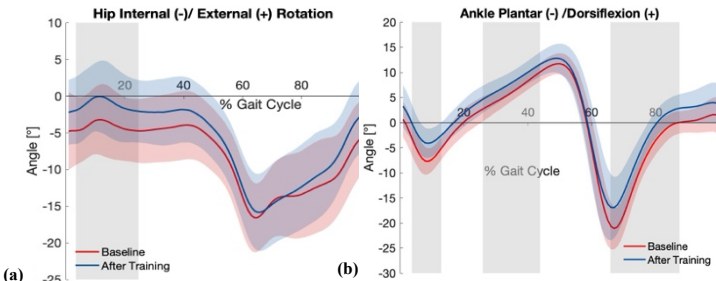 Hip Internal (-)/ External (+) Rotation
10
5
0
-5
-10
-15
-20
-25
Angle [°]
20
40
60
80
% Gait Cycle
Baseline
After Training
(a)
Ankle Plantar (-) /Dorsiflexion (+)
20
15
10
5
0
-5
-10
-15
-20
-25
-30
Angle [°]
20
40
60
80
% Gait Cycle
Baseline
After Training
(b)